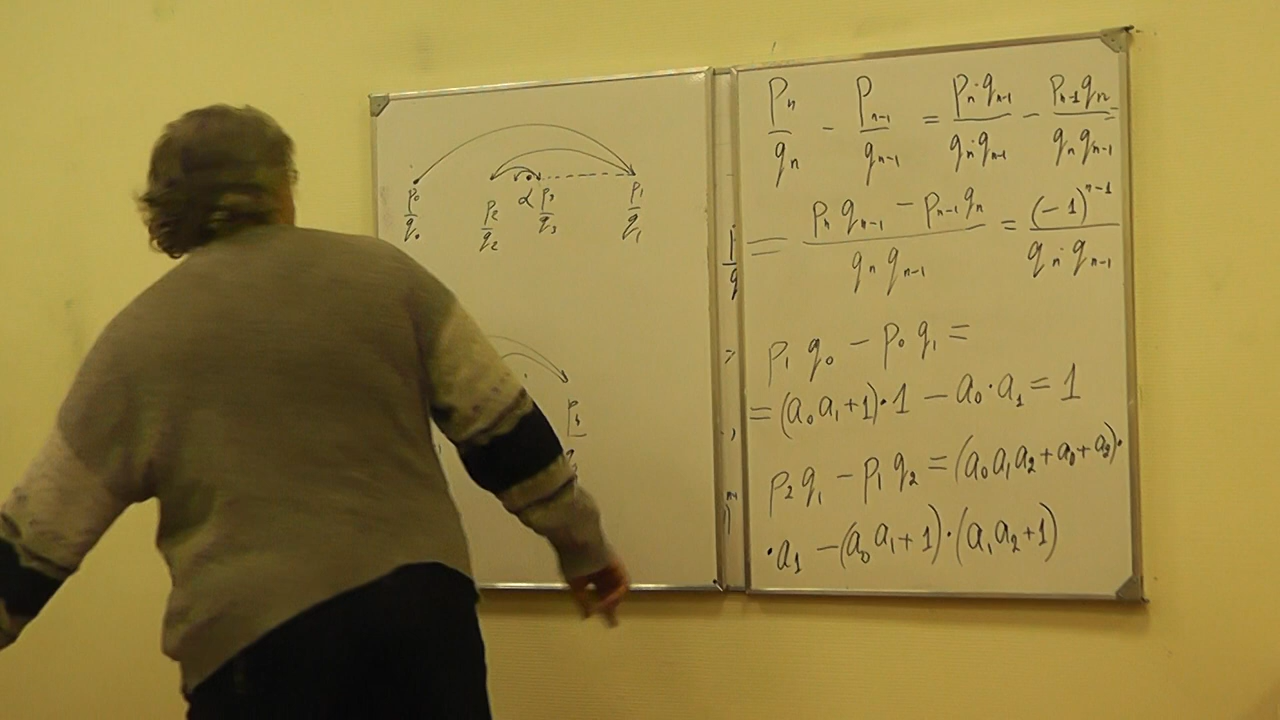 p₀/q₀ p₂/q₂ α p₃/q₃ p₁/q₁
pₙ/qₙ - pₙ₋₁/qₙ₋₁ = pₙ·qₙ₋₁/qₙ·qₙ₋₁ - pₙ₋₁qₙ/qₙqₙ₋₁ =
= (pₙqₙ₋₁ - pₙ₋₁qₙ)/(qₙqₙ₋₁) = (-1)ⁿ⁻¹/(qₙ·qₙ₋₁)
p₁q₀ - p₀q₁ =
= (a₀a₁+1)·1 - a₀·a₁ = 1
p₂q₁ - p₁q₂ = (a₀a₁a₂+a₀+a₂)·
·a₁ - (a₀a₁+1)·(a₁a₂+1)